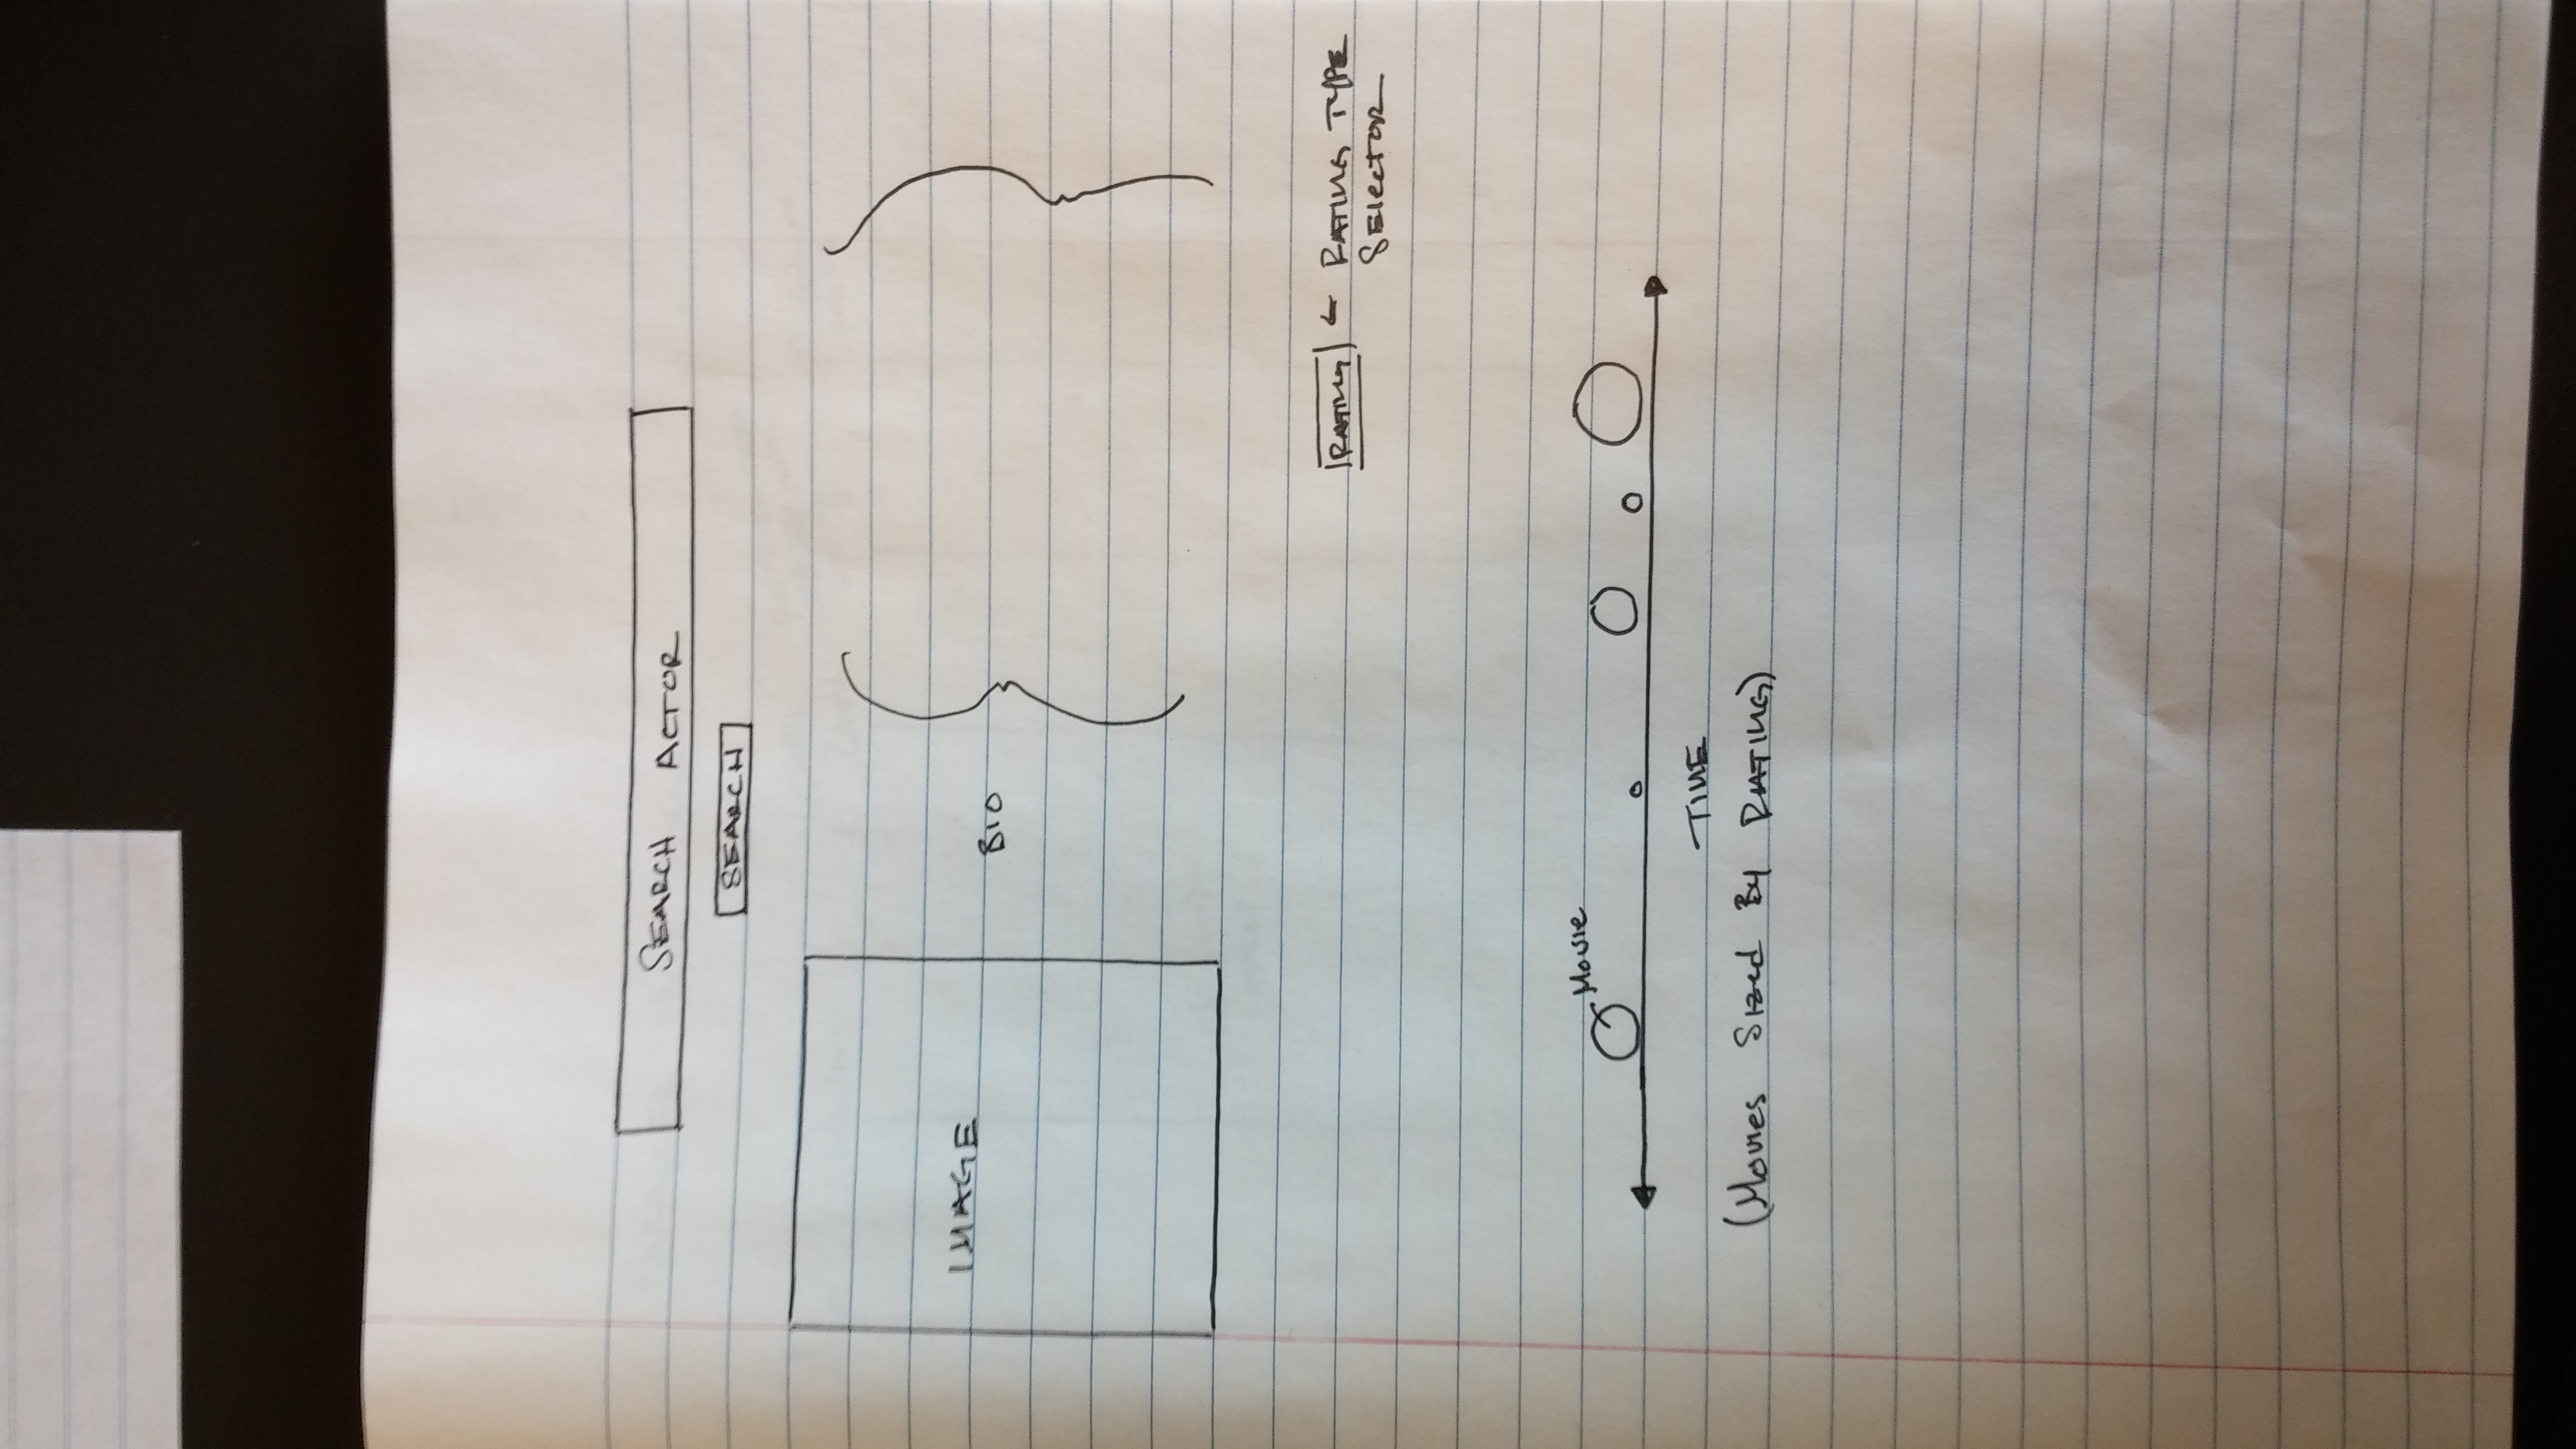 SEARCH ACTOR
SEARCH
IMAGE
BIO
RATING ← RATING TYPE
SELECTOR
Movie
TIME
(Movies Sized By RATING)